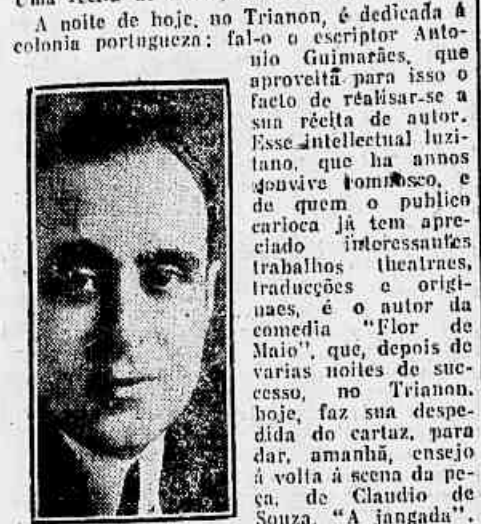 A noite de hoje, no Trianon, é dedicada á
colonia portugueza: fal-o o escriptor Anto-
nio Guimarães, que
aproveita para isso o
facto de réalisar-se a
sua récita de autor.
Esse intellectual luzi-
tano, que ha annos
convive comnosco, e
de quem o publico
carioca já tem apre-
ciado interessantes
trabalhos theatraes,
traducções e origi-
naes, é o autor da
comedia "Flor de
Maio", que, depois de
varias noites de suc-
cesso, no Trianon,
hoje, faz sua despe-
dida do cartaz, para
dar, amanhã, ensejo
á volta á scena da pe-
ça, de Claudio de
Souza, "A jangada".